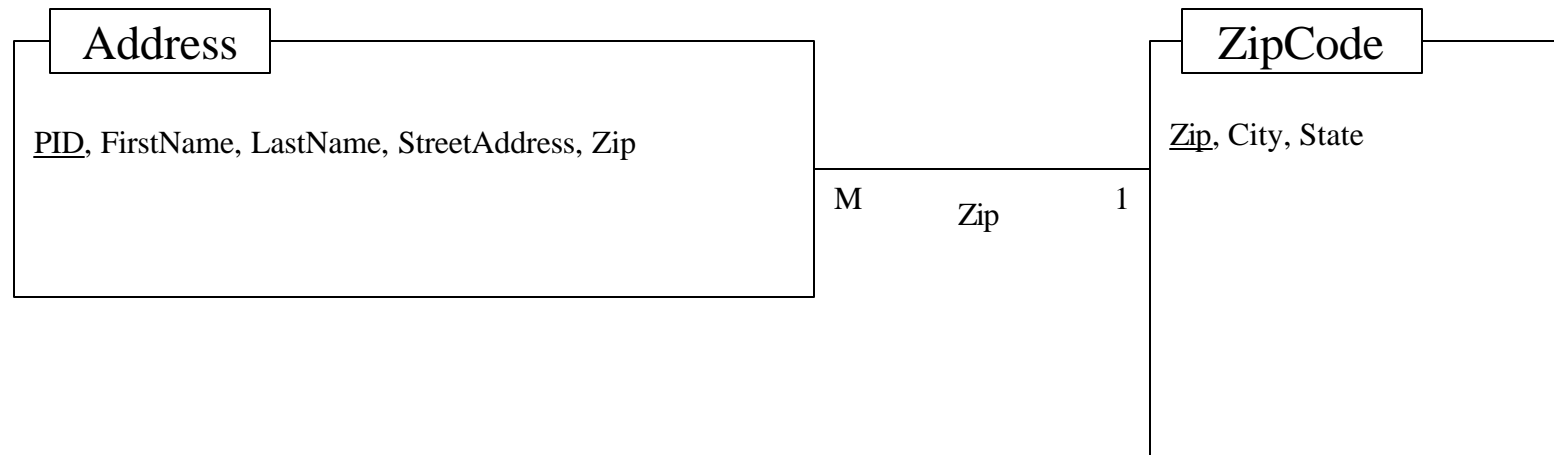 Address
PID, FirstName, LastName, StreetAddress, Zip
M
Zip
1
ZipCode
Zip, City, State